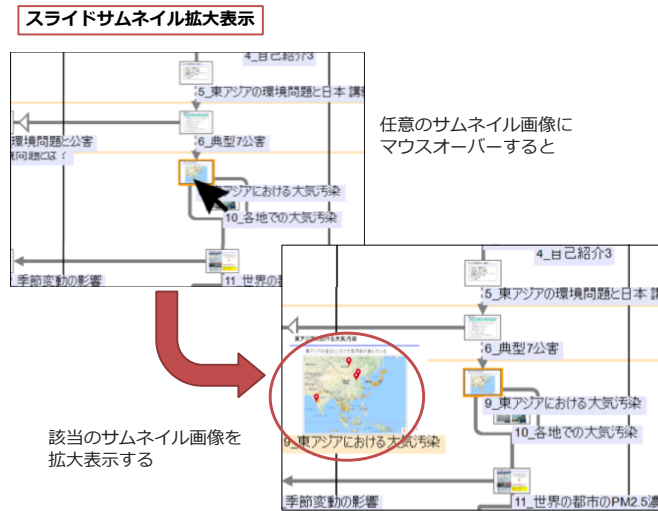 スライドサムネイル拡大表示
4_自己紹介3
5_東アジアの環境問題と日本 講義
環境問題と公害
6_典型7公害
東アジアにおける大気汚染
10_各地での大気汚染
季節変動の影響
11_世界の都
任意のサムネイル画像に
マウスオーバーすると
4_自己紹介3
5_東アジアの環境問題と日本 講
6_典型7公害
東アジアにおける大気汚染
9_東アジアにおける大気汚染
9_東アジアにおける大気汚染
10_各地での大気汚染
季節変動の影響
11_世界の都市のPM2.5濃
該当のサムネイル画像を
拡大表示する